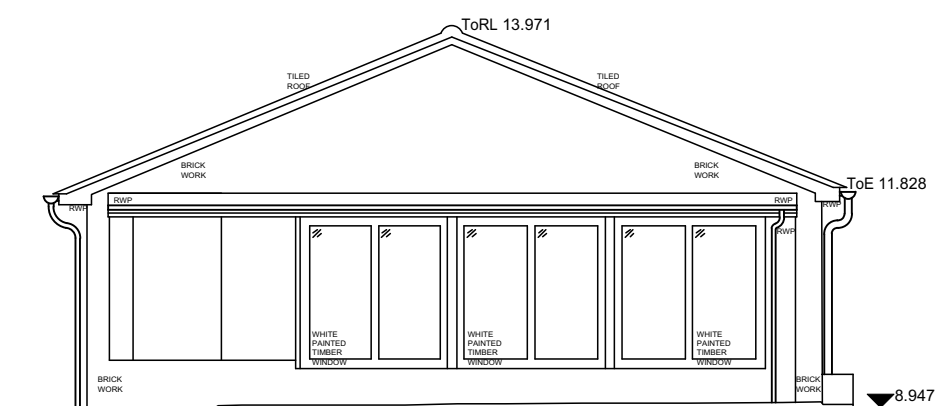 ToRL 13.971
TILED
ROOF
TILED
ROOF
BRICK
WORK
BRICK
WORK
ToE 11.828
RWP
RWP
RWP
RWP
RWP
WHITE
PAINTED
TIMBER
WINDOW
WHITE
PAINTED
TIMBER
WINDOW
WHITE
PAINTED
TIMBER
WINDOW
BRICK
WORK
BRICK
WORK
8.947